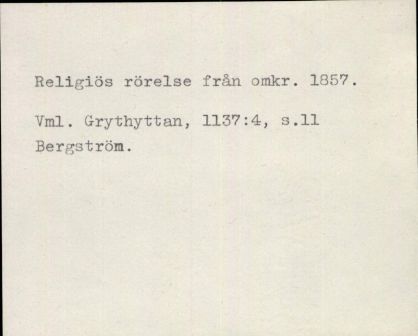 Religiös rörelse från omkr. 1857.
Vml. Grythyttan, 1137:4, s.11
Bergström.